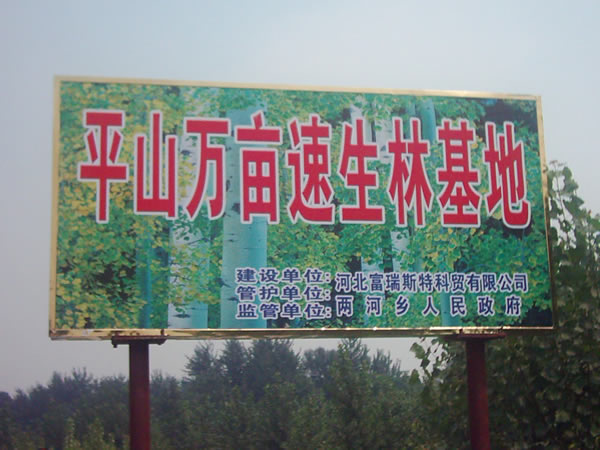 平山万亩速生林基地
建设单位:
管护单位:河北富瑞斯特科贸有限公司
监管单位:两河乡人民政府